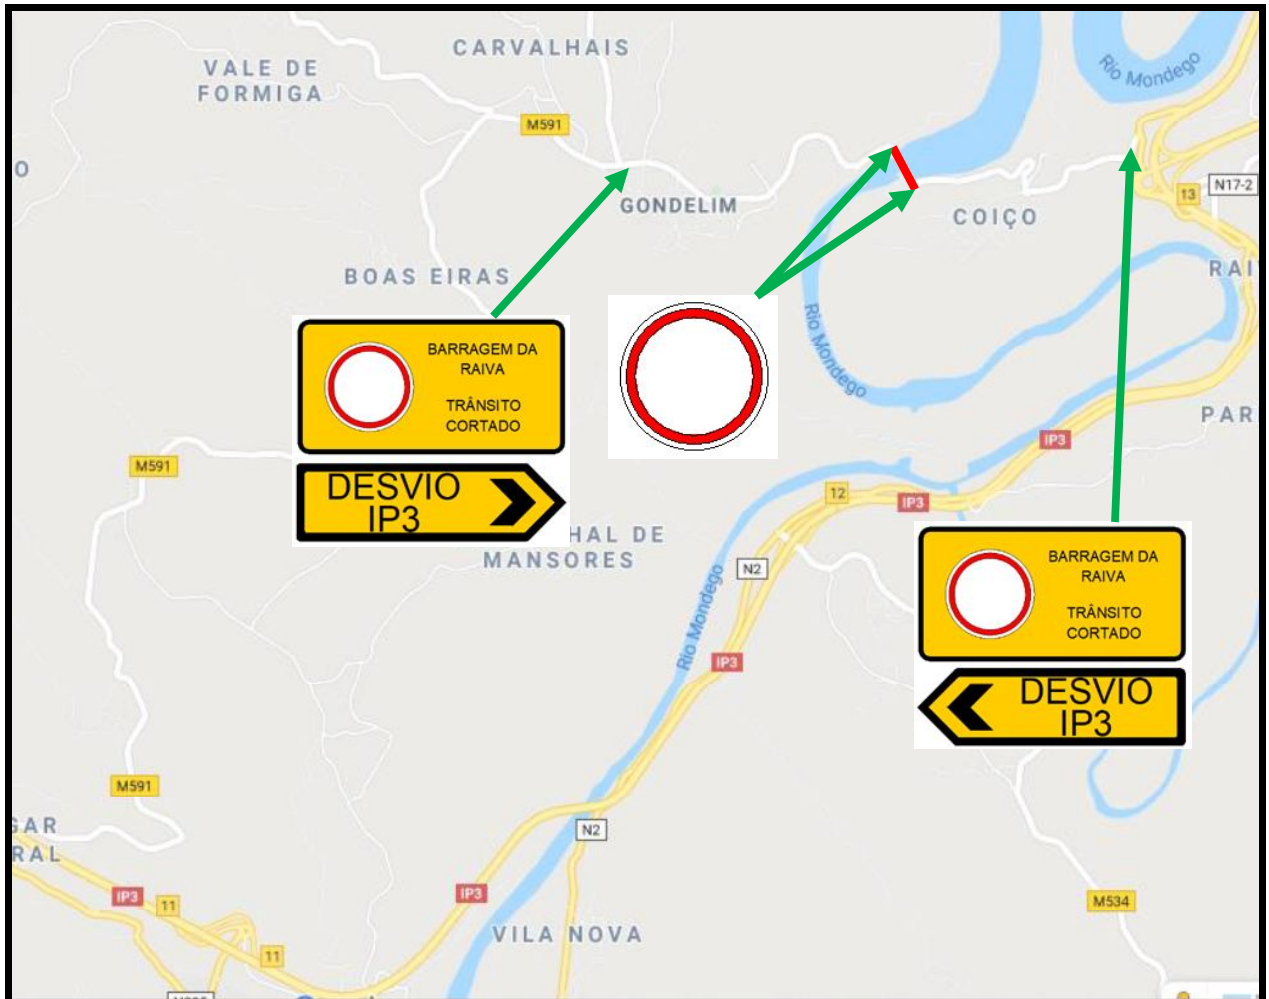 CARVALHAIS
VALE DE
FORMIGA
Rio Mondego
M591
O
13
N17-2
GONDELIM
COIÇO
RAI
BOAS EIRAS
Rio Mondego
BARRAGEM DA
RAIVA
TRÂNSITO
CORTADO
DESVIO
IP3
PAR
IP3
M591
12
IP3
HAL DE
MANSORES
N2
Rio Mondego
BARRAGEM DA
RAIVA
TRÂNSITO
CORTADO
DESVIO
IP3
IP3
M591
GAR
RAL
N2
IP3
11
IP3
M534
VILA NOVA
11